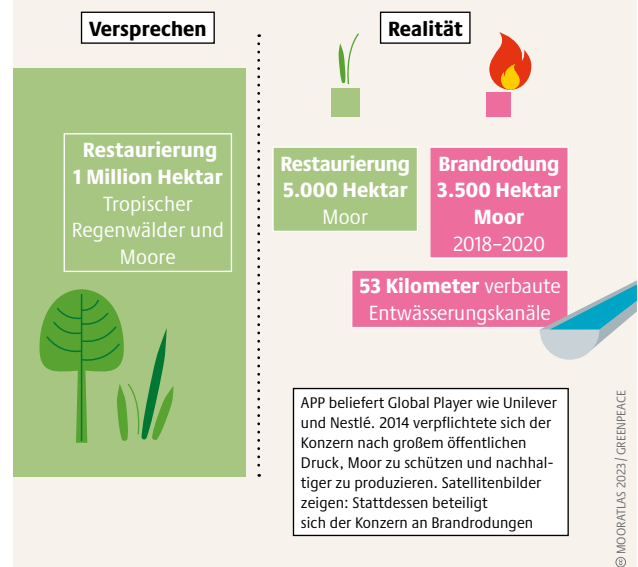 Versprechen
Realität
Restaurierung
1 Million Hektar
Tropischer
Regenwälder und
Moore
Restaurierung
5.000 Hektar
Moor
Brandrodung
3.500 Hektar
Moor
2018–2020
53 Kilometer verbaute
Entwässerungskanäle
APP beliefert Global Player wie Unilever
und Nestlé. 2014 verpflichtete sich der
Konzern nach großem öffentlichen
Druck, Moor zu schützen und nachhal-
tiger zu produzieren. Satellitenbilder
zeigen: Stattdessen beteiligt
sich der Konzern an Brandrodungen
MOORATLAS 2023 / GREENPEACE